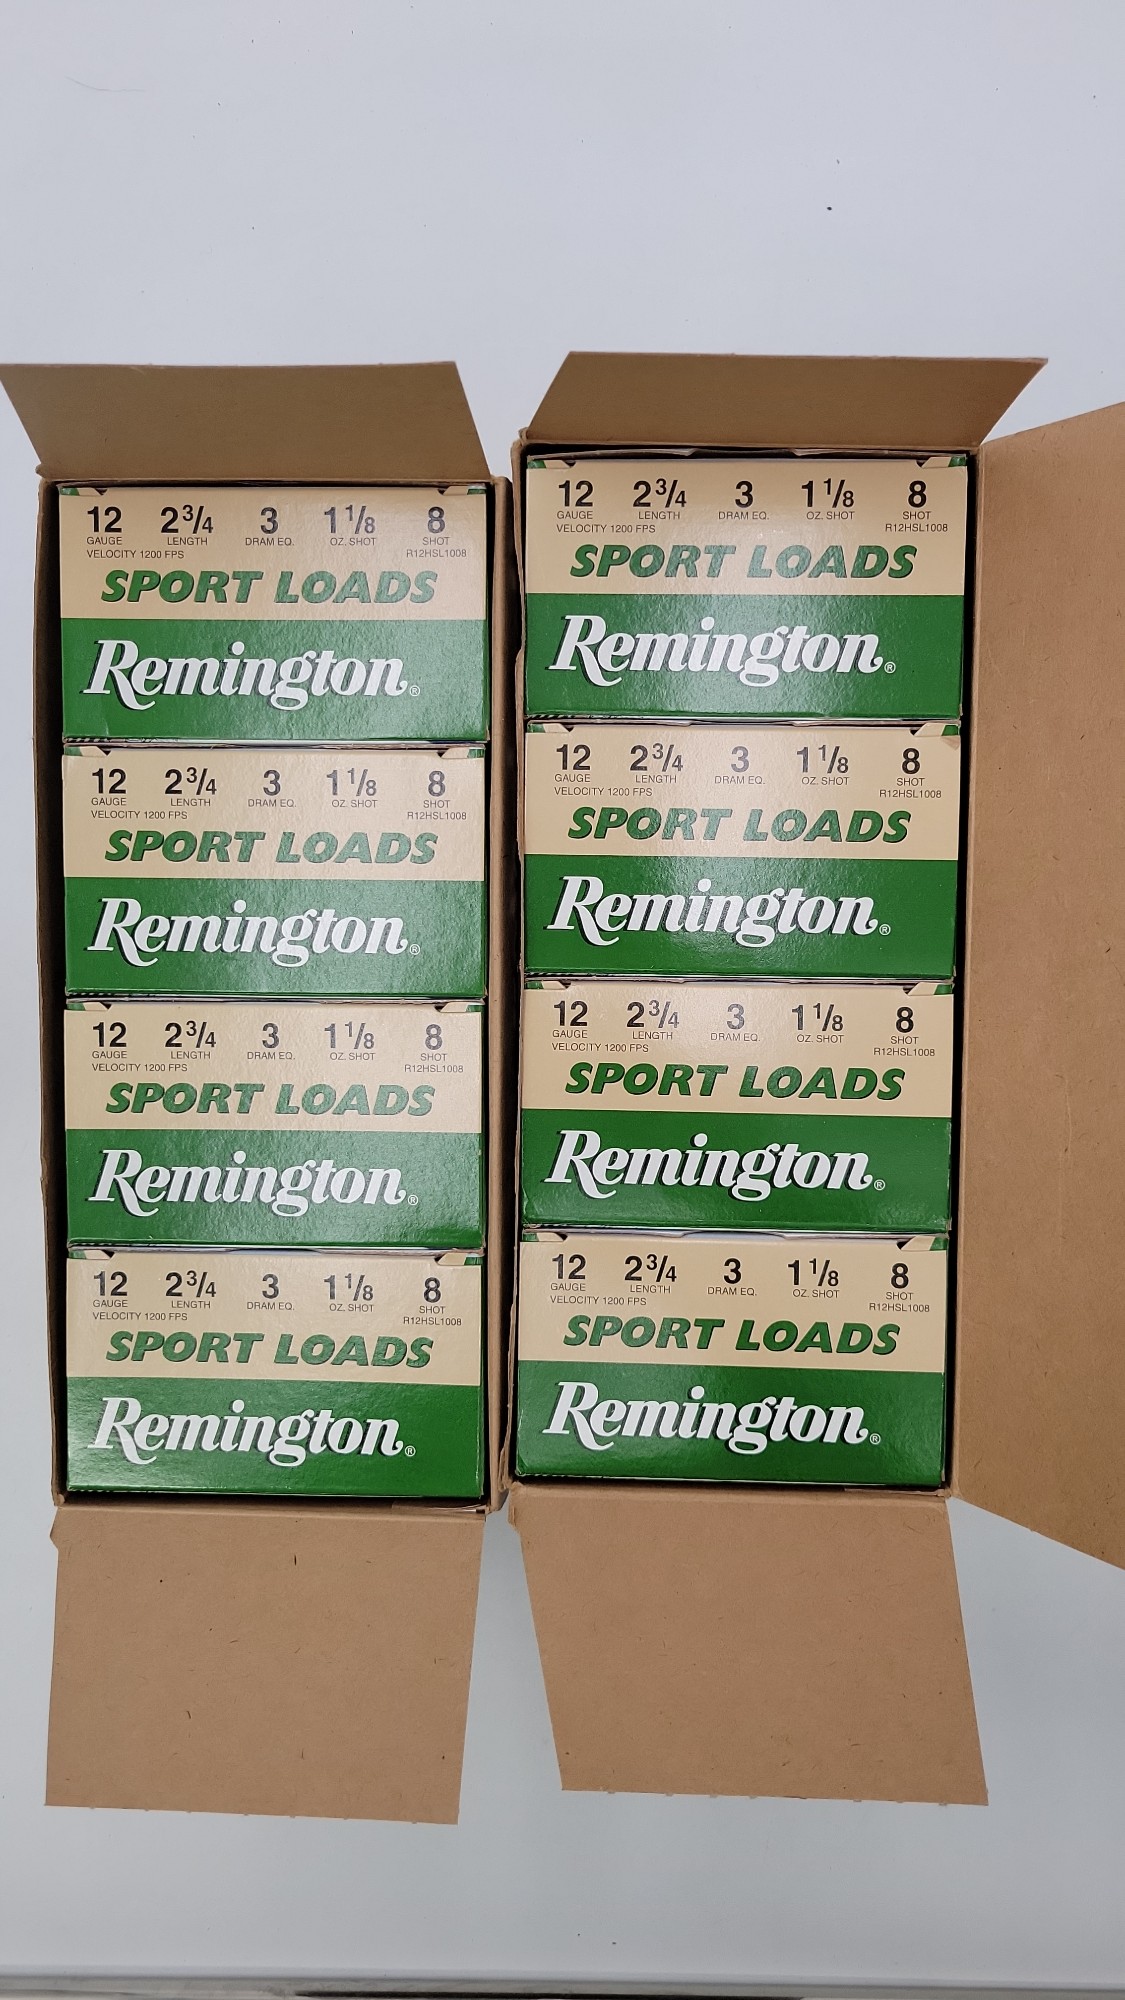 12 2 3/4 3 1 1/8 8
GAUGE LENGTH DRAM EQ. OZ. SHOT SHOT
VELOCITY 1200 FPS R12HSL1008
SPORT LOADS
Remington®
12 2 3/4 3 1 1/8 8
GAUGE LENGTH DRAM EQ. OZ. SHOT SHOT
VELOCITY 1200 FPS R12HSL1008
SPORT LOADS
Remington®
12 2 3/4 3 1 1/8 8
GAUGE LENGTH DRAM EQ. OZ. SHOT SHOT
VELOCITY 1200 FPS R12HSL1008
SPORT LOADS
Remington®
12 2 3/4 3 1 1/8 8
GAUGE LENGTH DRAM EQ. OZ. SHOT SHOT
VELOCITY 1200 FPS R12HSL1008
SPORT LOADS
Remington®
12 2 3/4 3 1 1/8 8
GAUGE LENGTH DRAM EQ. OZ. SHOT SHOT
VELOCITY 1200 FPS R12HSL1008
SPORT LOADS
Remington®
12 2 3/4 3 1 1/8 8
GAUGE LENGTH DRAM EQ. OZ. SHOT SHOT
VELOCITY 1200 FPS R12HSL1008
SPORT LOADS
Remington®
12 2 3/4 3 1 1/8 8
GAUGE LENGTH DRAM EQ. OZ. SHOT SHOT
VELOCITY 1200 FPS R12HSL1008
SPORT LOADS
Remington®
12 2 3/4 3 1 1/8 8
GAUGE LENGTH DRAM EQ. OZ. SHOT SHOT
VELOCITY 1200 FPS R12HSL1008
SPORT LOADS
Remington®